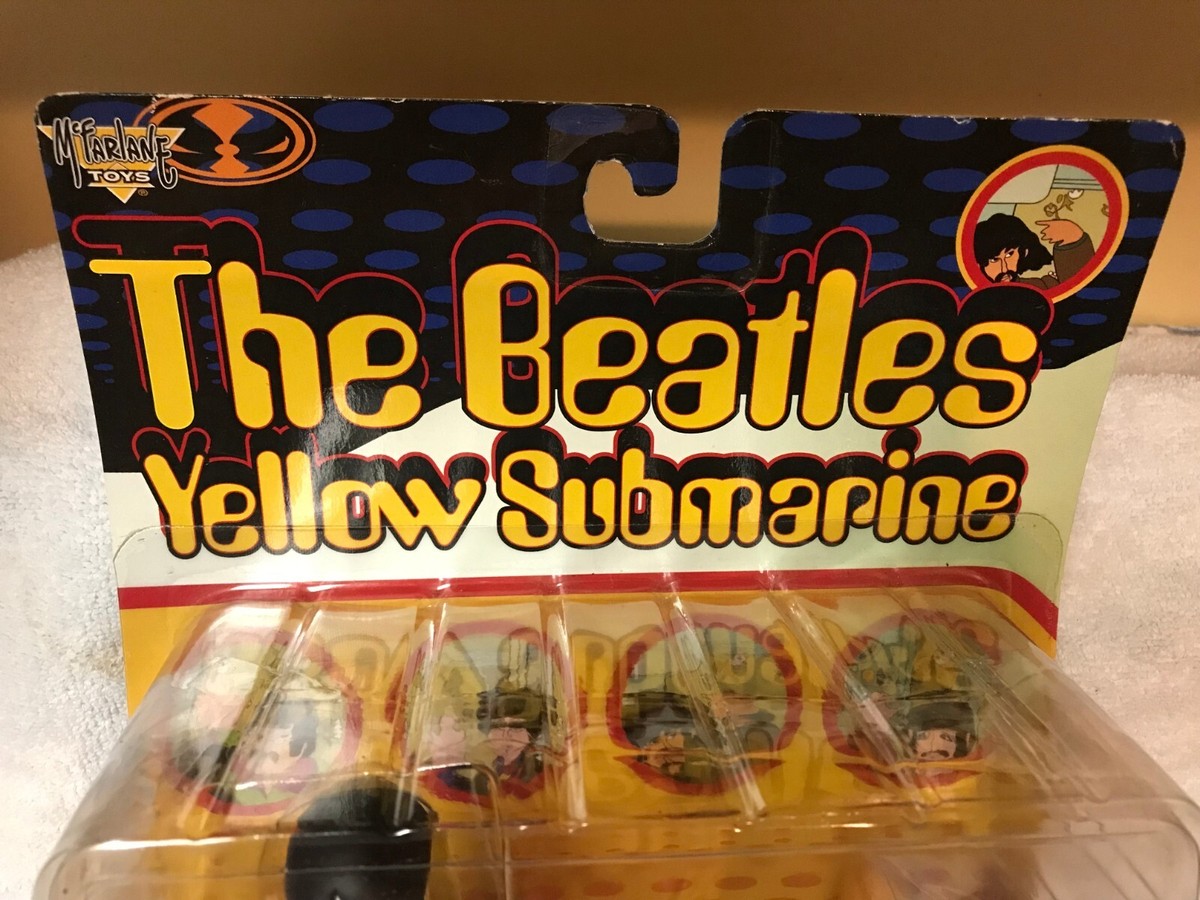 McFARLANE
TOYS®
The Beatles
Yellow Submarine